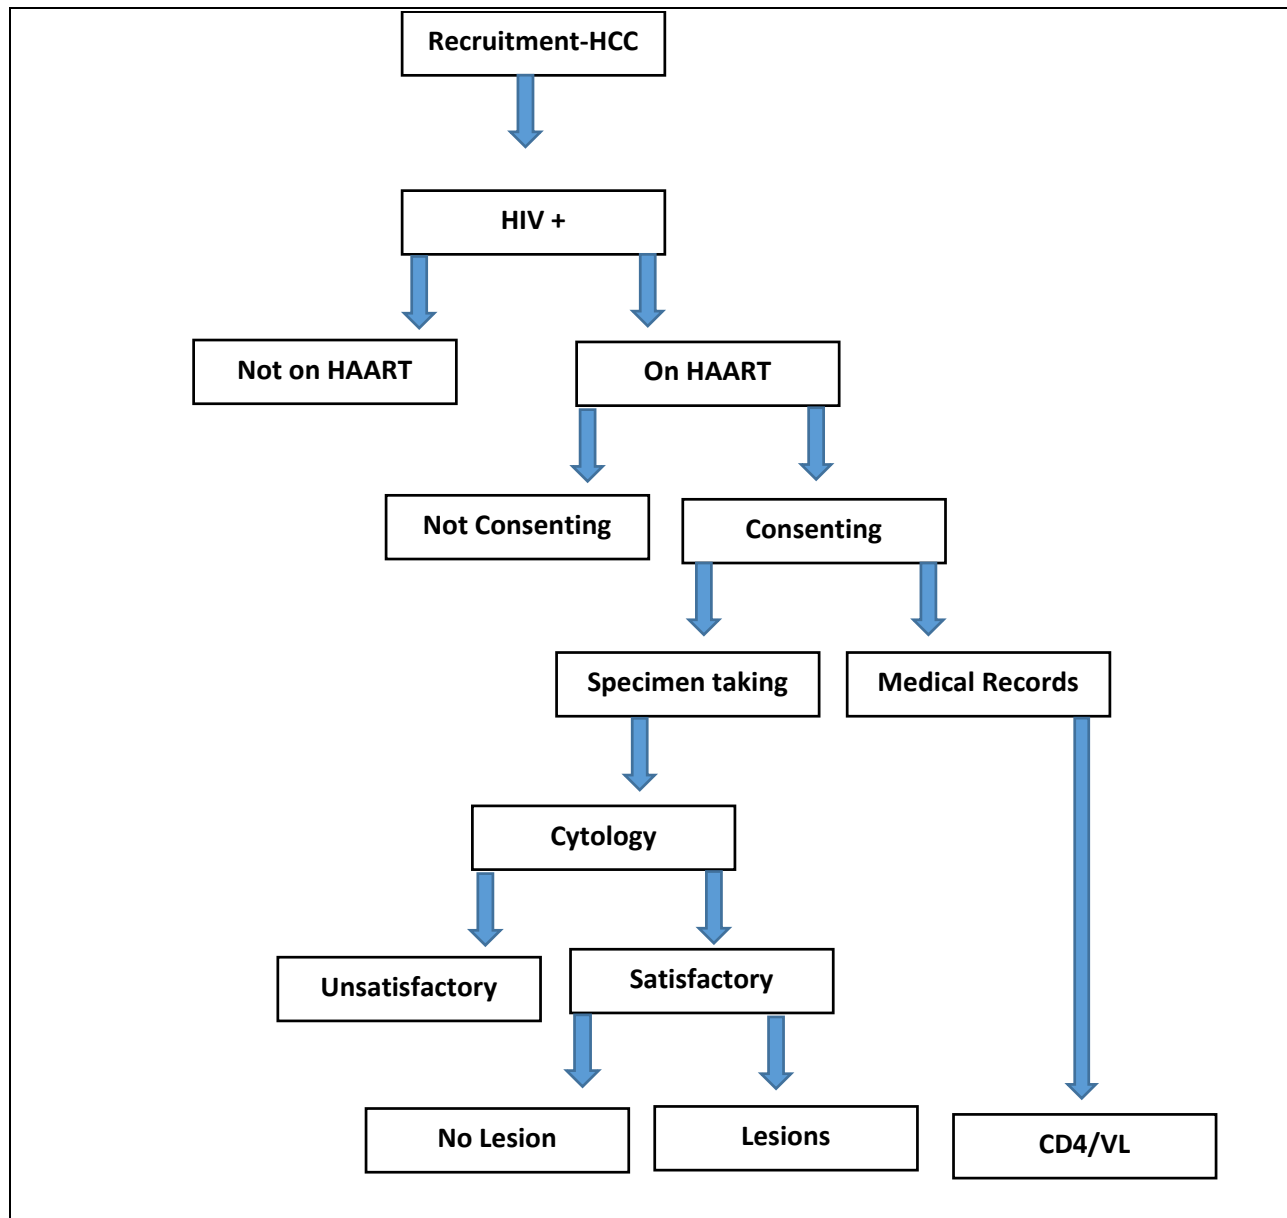 Recruitment-HCC
HIV +
Not on HAART
On HAART
Not Consenting
Consenting
Specimen taking
Medical Records
Cytology
Unsatisfactory
Satisfactory
No Lesion
Lesions
CD4/VL